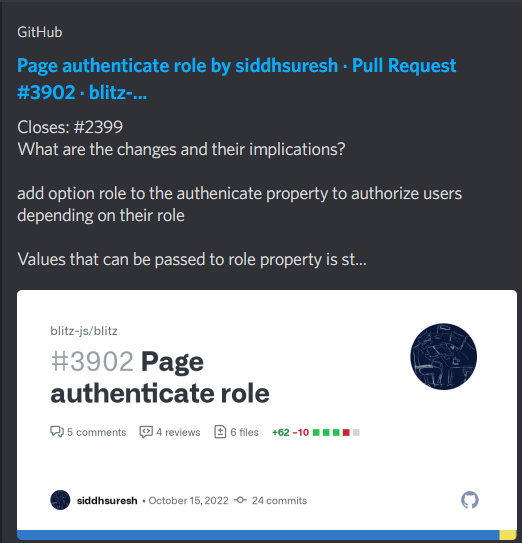 GitHub
Page authenticate role by siddhsuresh · Pull Request
#3902 · blitz-...
Closes: #2399
What are the changes and their implications?
add option role to the authenicate property to authorize users
depending on their role
Values that can be passed to role property is st...
blitz-js/blitz
#3902 Page
authenticate role
5 comments 4 reviews 6 files +62 −10
siddhsuresh • October 15, 2022 24 commits